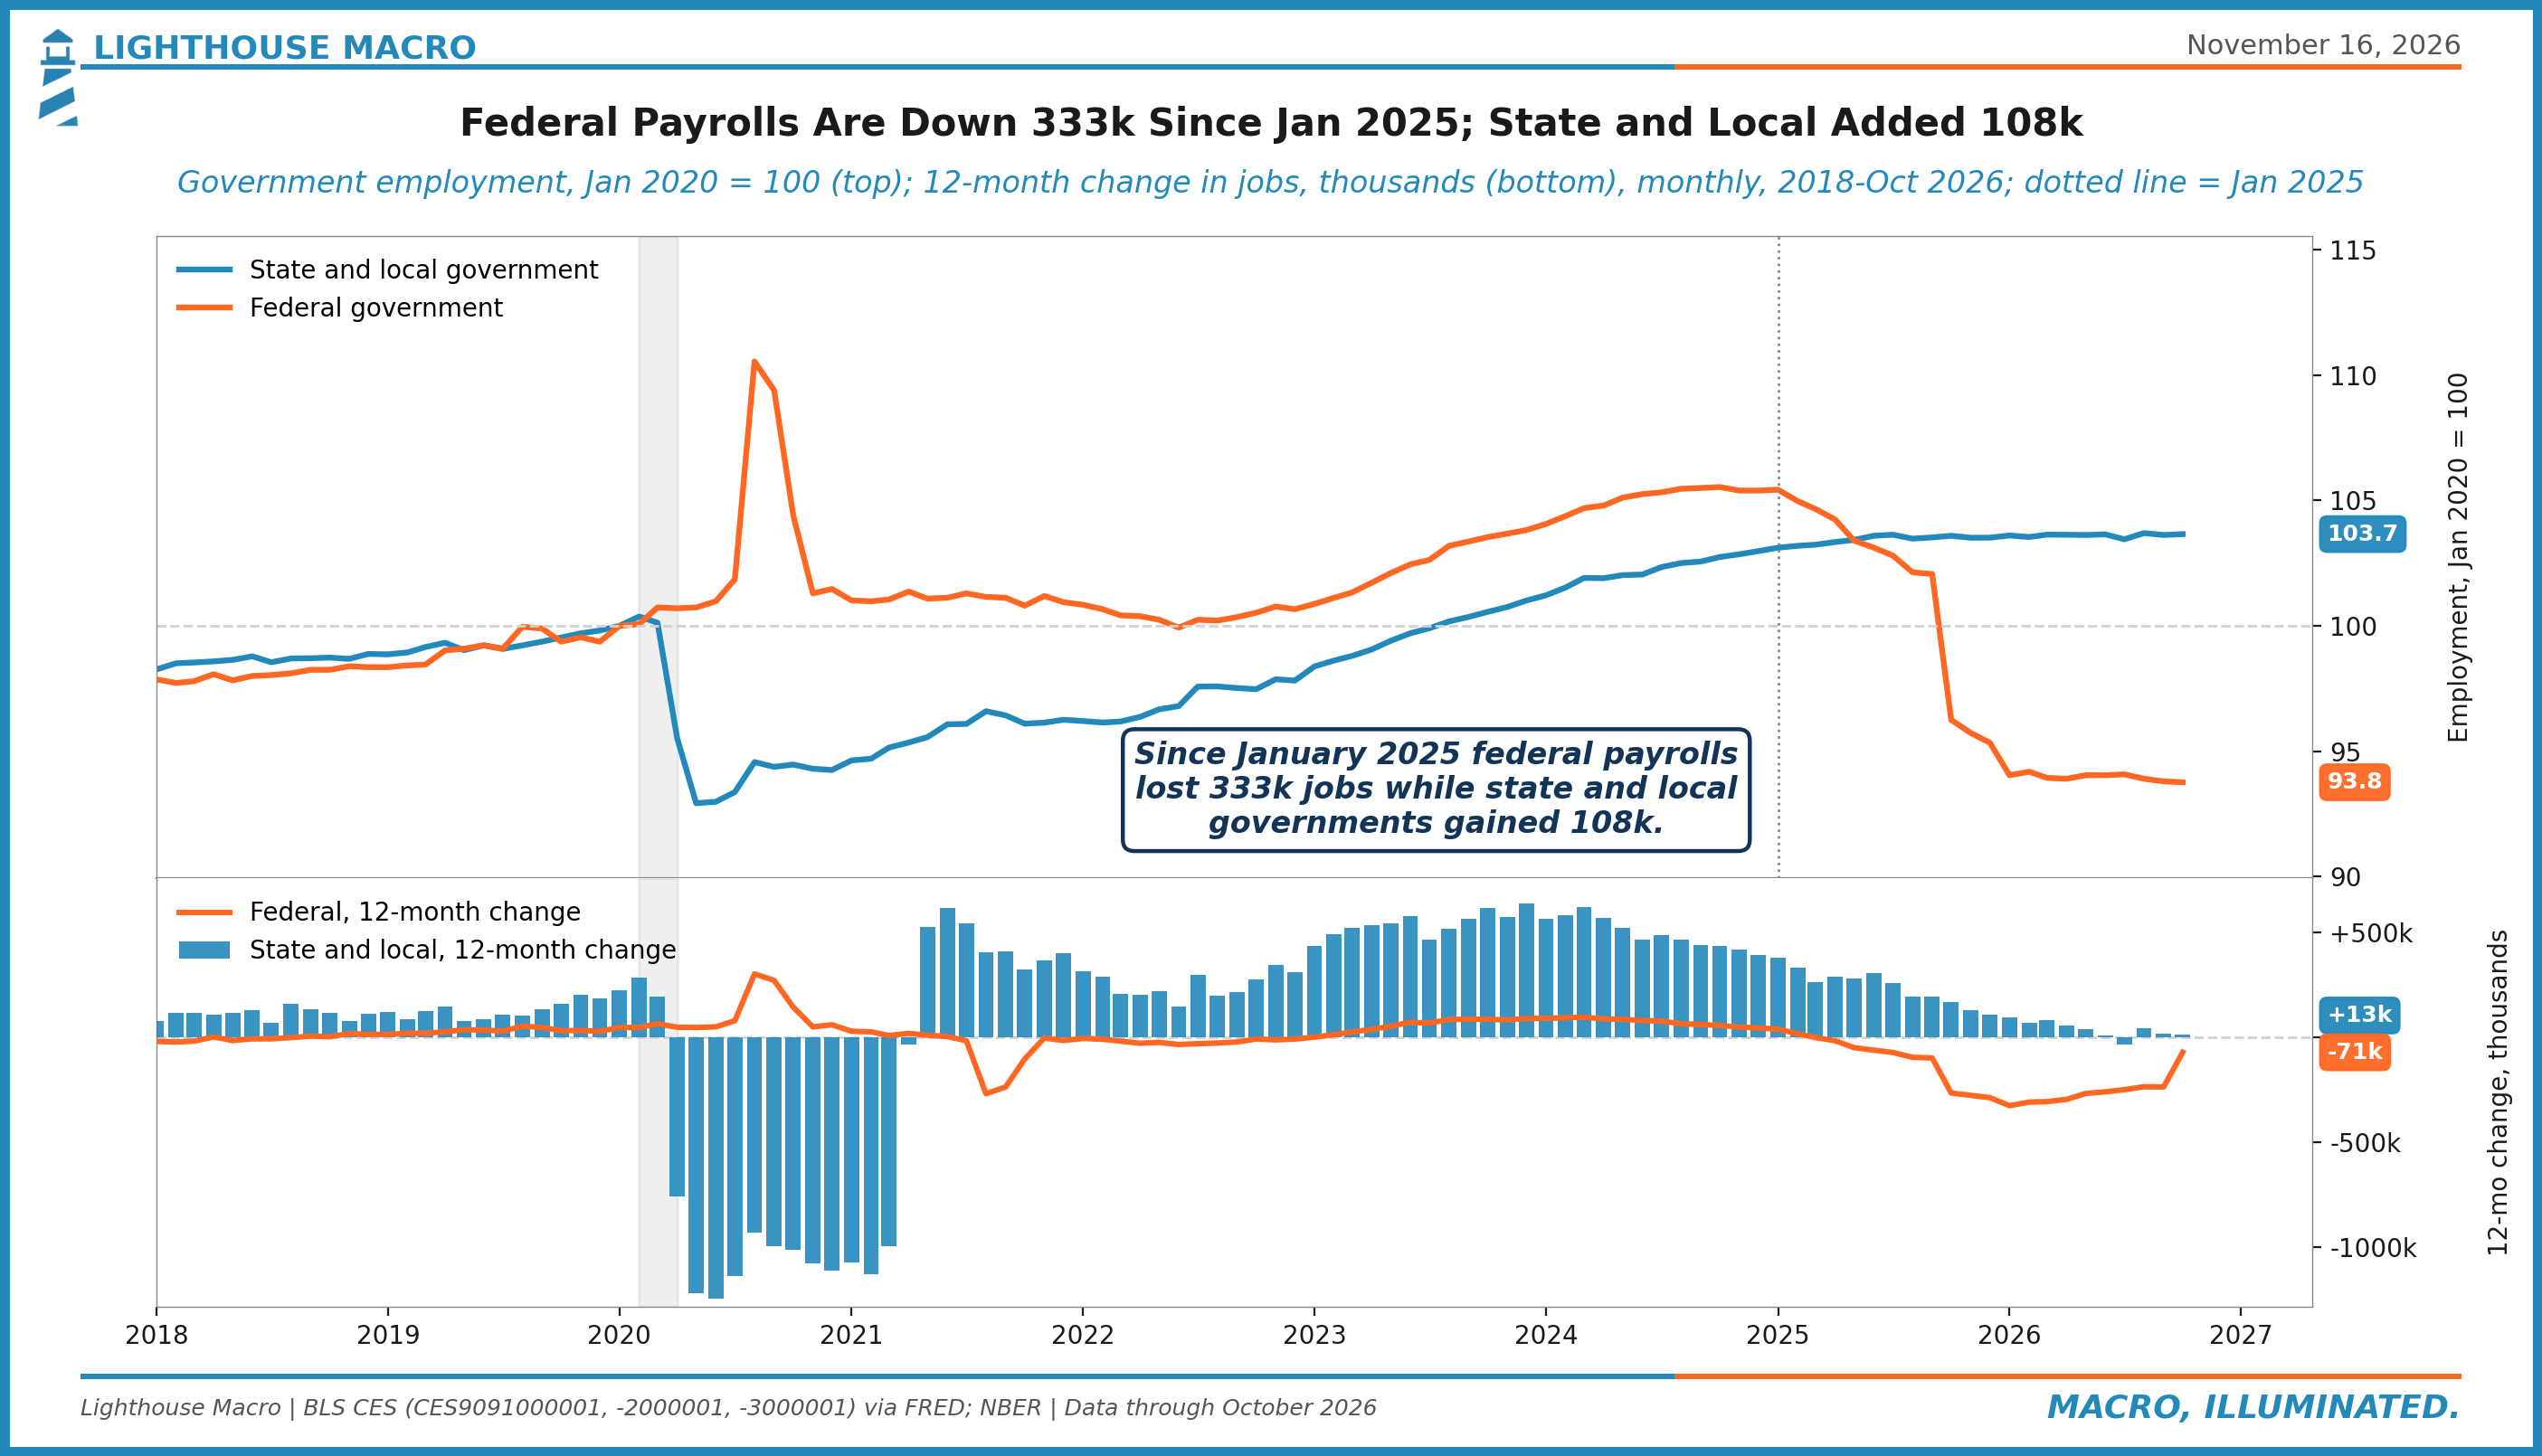 LIGHTHOUSE MACRO
November 16, 2026
Federal Payrolls Are Down 333k Since Jan 2025; State and Local Added 108k
Government employment, Jan 2020 = 100 (top); 12-month change in jobs, thousands (bottom), monthly, 2018-Oct 2026; dotted line = Jan 2025
State and local government
Federal government
115
110
105
103.7
100
95
93.8
90
Employment, Jan 2020 = 100
Since January 2025 federal payrolls
lost 333k jobs while state and local
governments gained 108k.
Federal, 12-month change
State and local, 12-month change
+500k
+13k
-71k
-500k
-1000k
12-mo change, thousands
2018
2019
2020
2021
2022
2023
2024
2025
2026
2027
Lighthouse Macro | BLS CES (CES9091000001, -2000001, -3000001) via FRED; NBER | Data through October 2026
MACRO, ILLUMINATED.